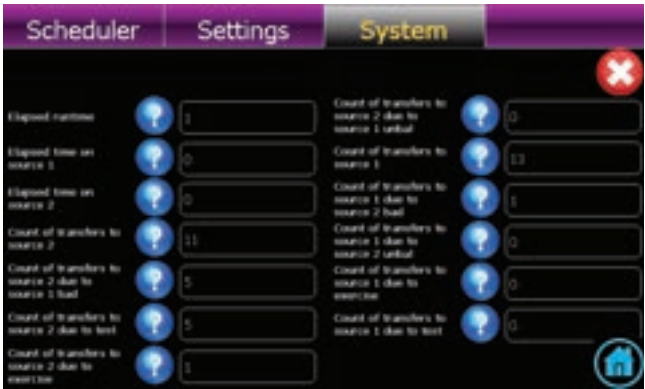 Scheduler Settings System
Elapsed runtime
1
Elapsed time on
source 1
0
Elapsed time on
source 2
0
Count of transfers to
source 2
11
Count of transfers to
source 2 due to
source 1 bad
5
Count of transfers to
source 2 due to test
5
Count of transfers to
source 2 due to
exercise
1
Count of transfers to
source 2 due to
source 1 unbal
0
Count of transfers to
source 1
13
Count of transfers to
source 1 due to
source 2 bad
1
Count of transfers to
source 1 due to
source 2 unbal
0
Count of transfers to
source 1 due to
exercise
0
Count of transfers to
source 1 due to test
0